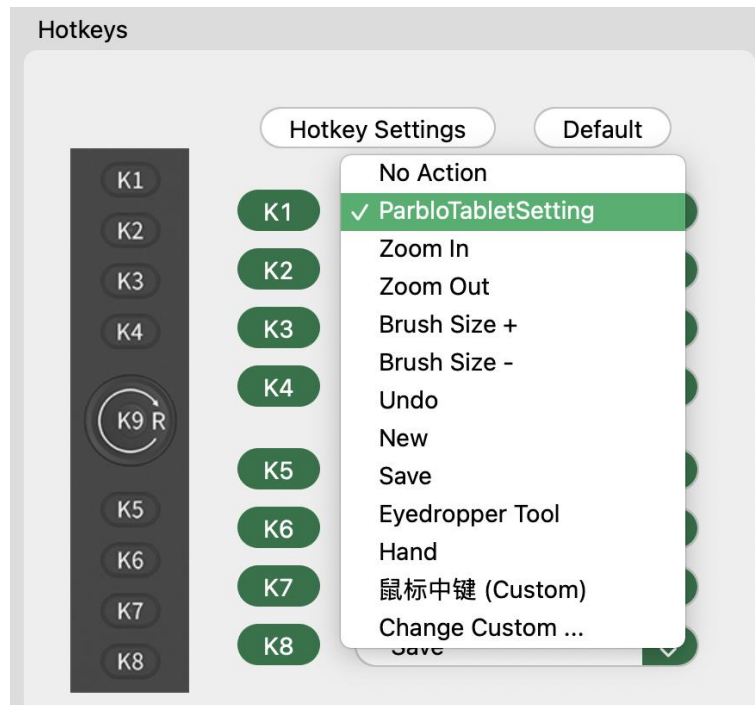 Hotkeys
Hotkey Settings
Default
K1
K2
K3
K4
K9 R
K5
K6
K7
K8
K1
K2
K3
K4
K5
K6
K7
K8
No Action
✓ ParbloTabletSetting
Zoom In
Zoom Out
Brush Size +
Brush Size -
Undo
New
Save
Eyedropper Tool
Hand
鼠标中键 (Custom)
Change Custom ...
Save